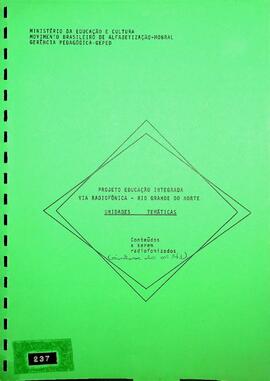 MINISTÉRIO DA EDUCAÇÃO E CULTURA
MOVIMENTO BRASILEIRO DE ALFABETIZAÇÃO-MOBRAL
GERÊNCIA PEDAGÓGICA-GEPED
PROJETO EDUCAÇÃO INTEGRADA
VIA RADIOFÔNICA - RIO GRANDE DO NORTE
UNIDADES TEMÁTICAS
Conteúdos
a serem
radiofonizados
237